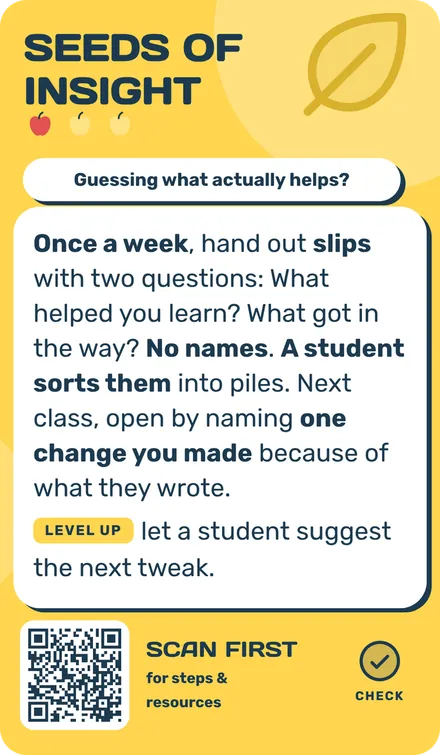 SEEDS OF
INSIGHT
Guessing what actually helps?
Once a week, hand out slips
with two questions: What
helped you learn? What got in
the way? No names. A student
sorts them into piles. Next
class, open by naming one
change you made because of
what they wrote.
LEVEL UP let a student suggest
the next tweak.
SCAN FIRST
for steps &
resources
CHECK